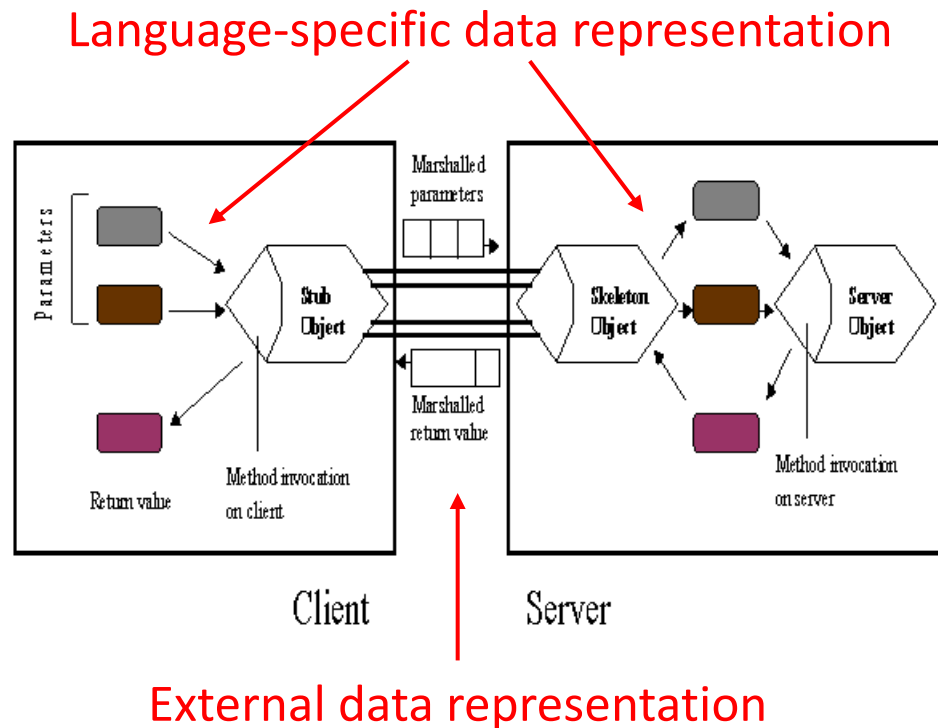 Language-specific data representation
Marshalled
parameters
Parameters
Stub
Object
Skeleton
Object
Server
Object
Marshalled
return value
Method invocation
on client
Return value
Method invocation
on server
Client
Server
External data representation